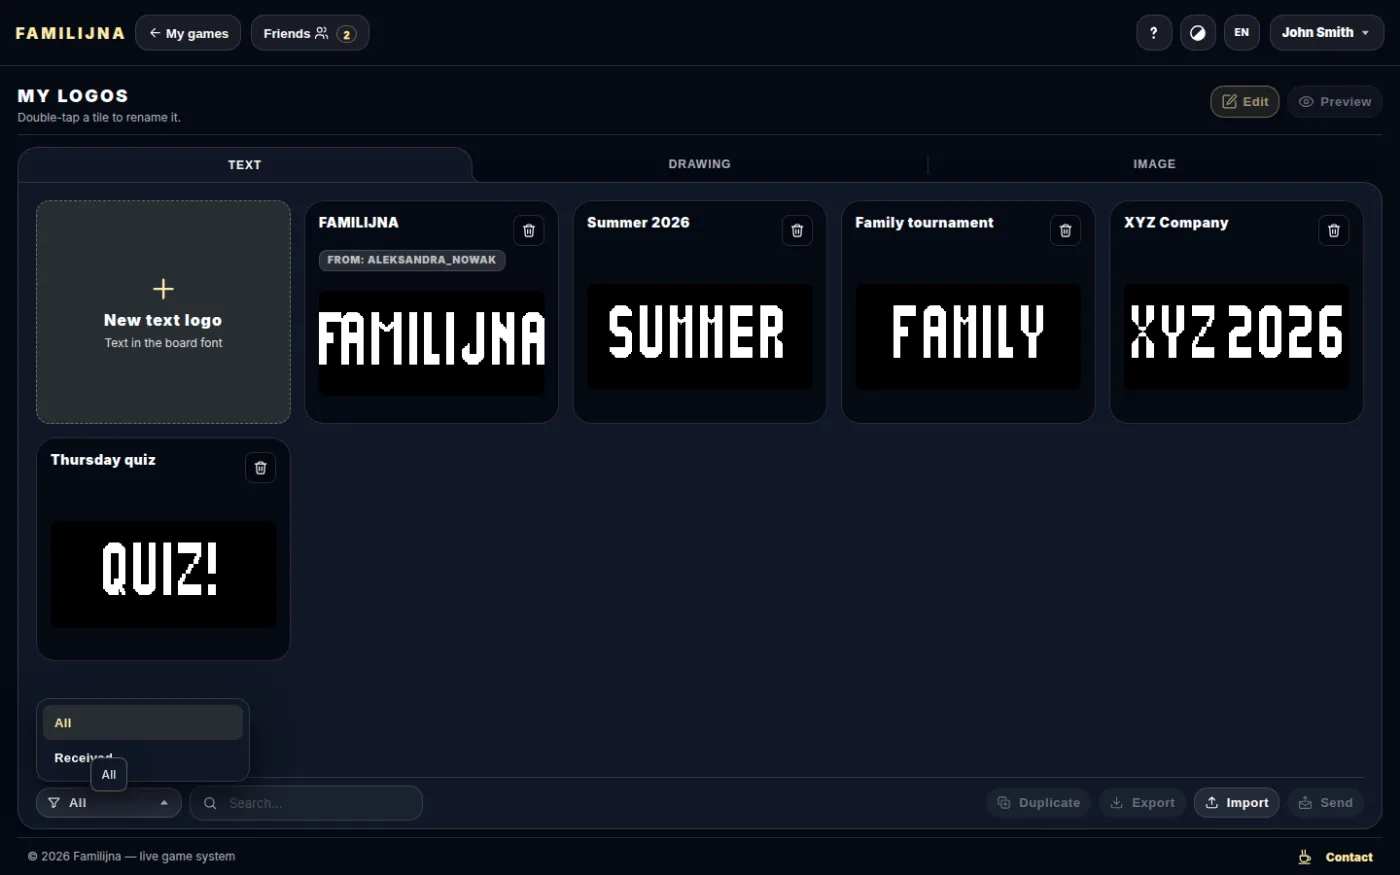 FAMILIJNA
My games
Friends
2
?
EN
John Smith
MY LOGOS
Double-tap a tile to rename it.
Edit
Preview
TEXT
DRAWING
IMAGE
New text logo
Text in the board font
FAMILIJNA
FROM: ALEKSANDRA_NOWAK
FAMILIJNA
Summer 2026
SUMMER
Family tournament
FAMILY
XYZ Company
XYZ 2026
Thursday quiz
QUIZ!
All
Received
All
All
Search...
Duplicate
Export
Import
Send
© 2026 Familijna — live game system
Contact